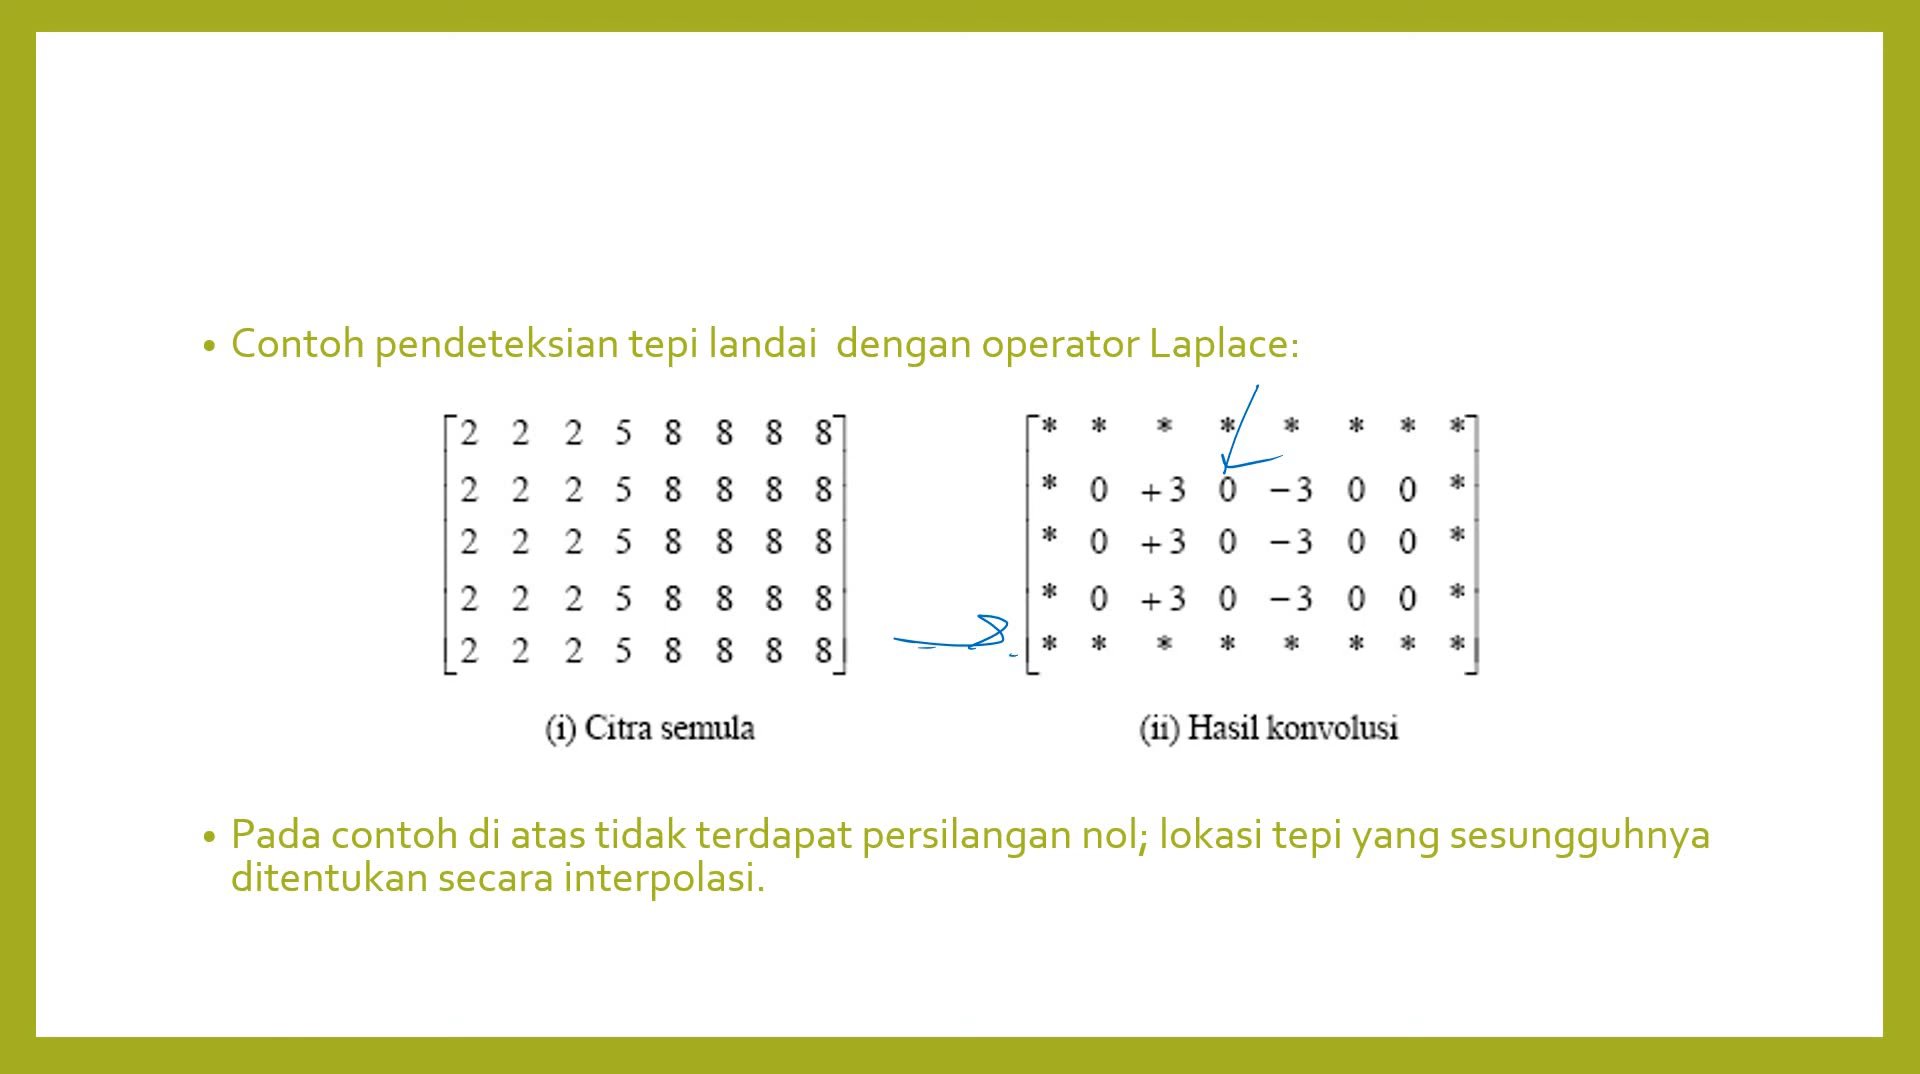 • Contoh pendeteksian tepi landai dengan operator Laplace:
2 2 2 5 8 8 8 8
2 2 2 5 8 8 8 8
2 2 2 5 8 8 8 8
2 2 2 5 8 8 8 8
2 2 2 5 8 8 8 8
(i) Citra semula
* * * * * * * *
* 0 +3 0 −3 0 0 *
* 0 +3 0 −3 0 0 *
* 0 +3 0 −3 0 0 *
* * * * * * * *
(ii) Hasil konvolusi
• Pada contoh di atas tidak terdapat persilangan nol; lokasi tepi yang sesungguhnya
ditentukan secara interpolasi.